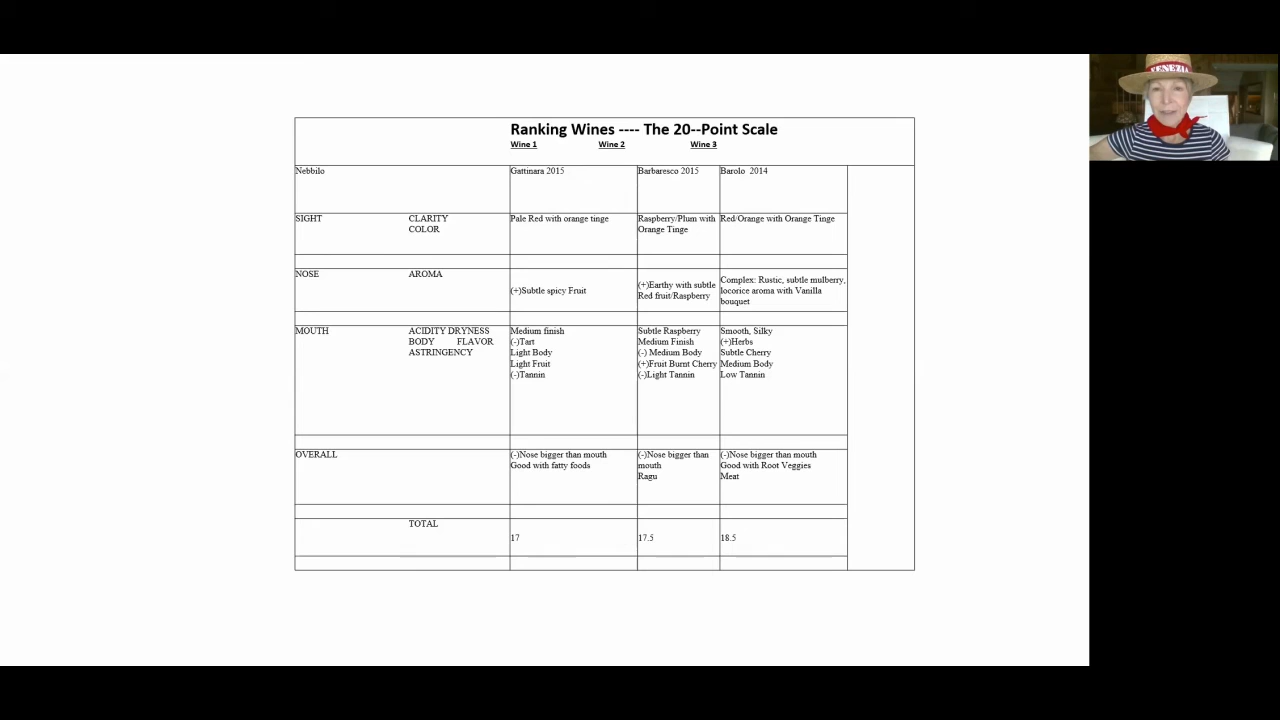 Ranking Wines ---- The 20--Point Scale
Wine 1 Wine 2 Wine 3
Nebbilo Gattinara 2015 Barbaresco 2015 Barolo 2014
SIGHT CLARITY Pale Red with orange tinge Raspberry/Plum with Red/Orange with Orange Tinge
COLOR Orange Tinge
NOSE AROMA
(+)Subtle spicy Fruit
(+)Earthy with subtle
Red fruit/Raspberry
Complex: Rustic, subtle mulberry,
locorice aroma with Vanilla
bouquet
MOUTH ACIDITY DRYNESS Medium finish Subtle Raspberry Smooth, Silky
BODY FLAVOR (-)Tart Medium Finish (+)Herbs
ASTRINGENCY Light Body (-) Medium Body Subtle Cherry
Light Fruit (+)Fruit Burnt Cherry Medium Body
(-)Tannin (-)Light Tannin Low Tannin
OVERALL (-)Nose bigger than mouth (-)Nose bigger than (-)Nose bigger than mouth
Good with fatty foods mouth Good with Root Veggies
Ragu Meat
TOTAL
17 17.5 18.5
VENEZIA